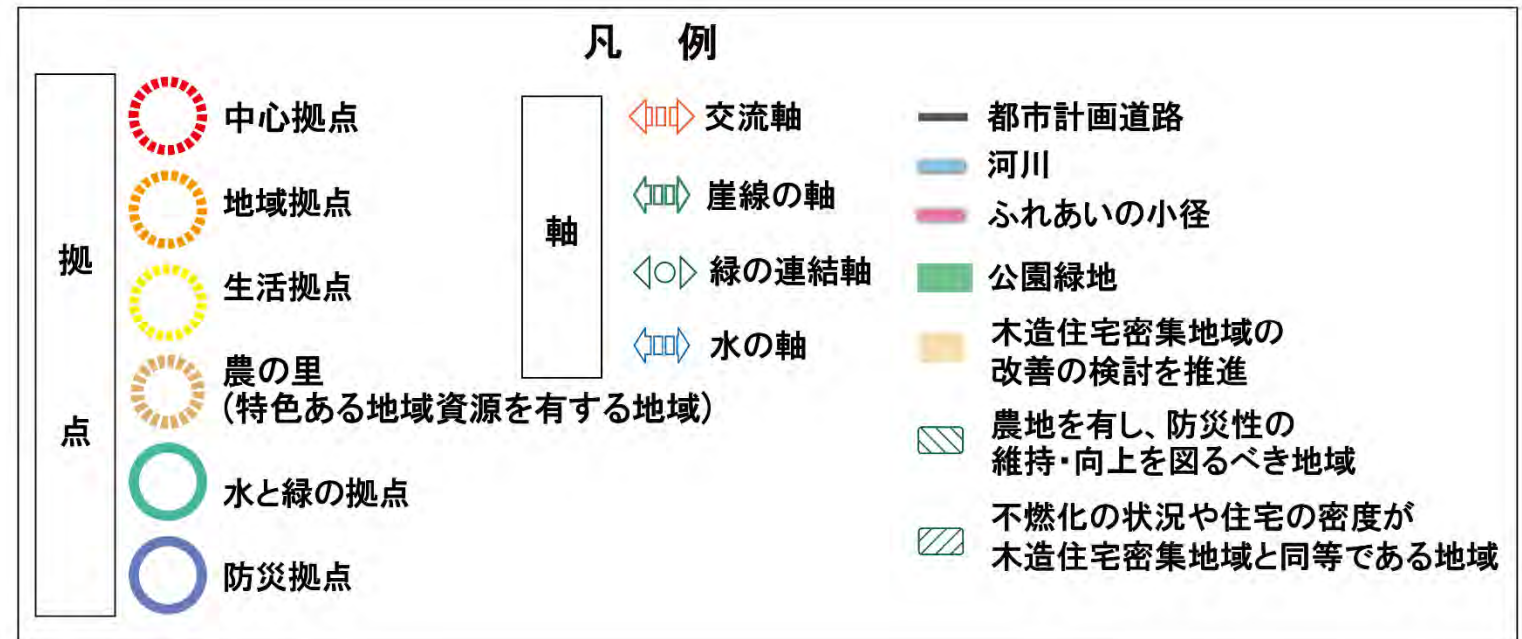 凡 例
拠点
中心拠点
地域拠点
生活拠点
農の里
(特色ある地域資源を有する地域)
水と緑の拠点
防災拠点
軸
交流軸
崖線の軸
緑の連結軸
水の軸
都市計画道路
河川
ふれあいの小径
公園緑地
木造住宅密集地域の
改善の検討を推進
農地を有し、防災性の
維持・向上を図るべき地域
不燃化の状況や住宅の密度が
木造住宅密集地域と同等である地域